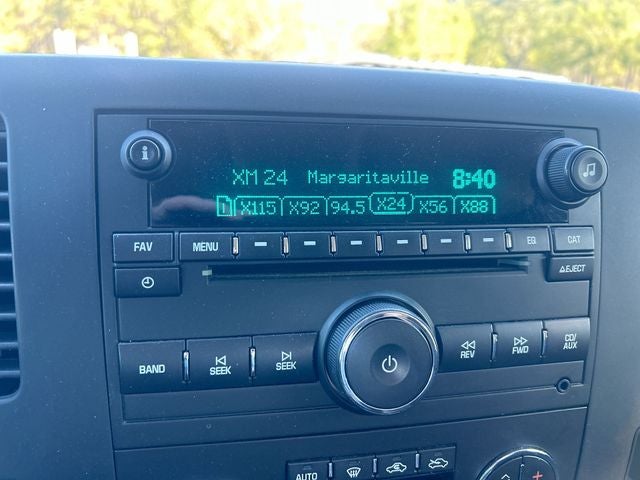 i
XM 24 Margaritaville 8:40
1 X115 X92 94.5 X24 X56 X88
FAV MENU EQ CAT
EJECT
BAND SEEK SEEK REV FWD CD/
AUX
AUTO